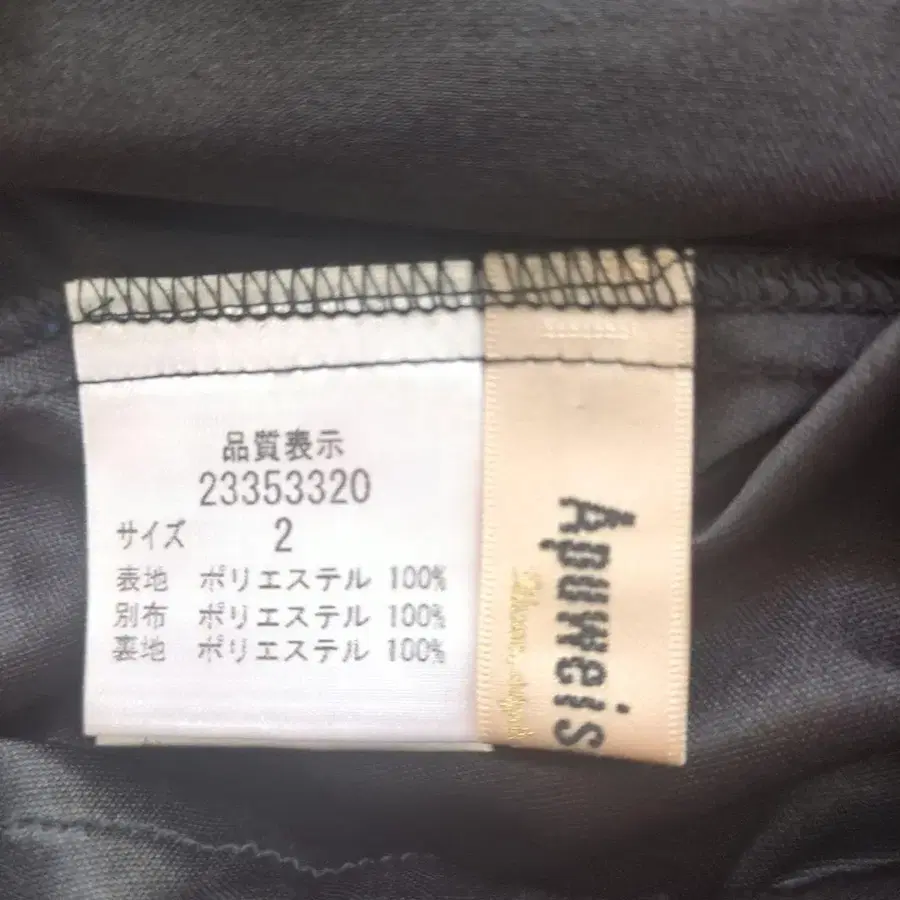 品質表示
23353320
サイズ 2
表地 ポリエステル 100%
別布 ポリエステル 100%
裏地 ポリエステル 100%
Apuweis